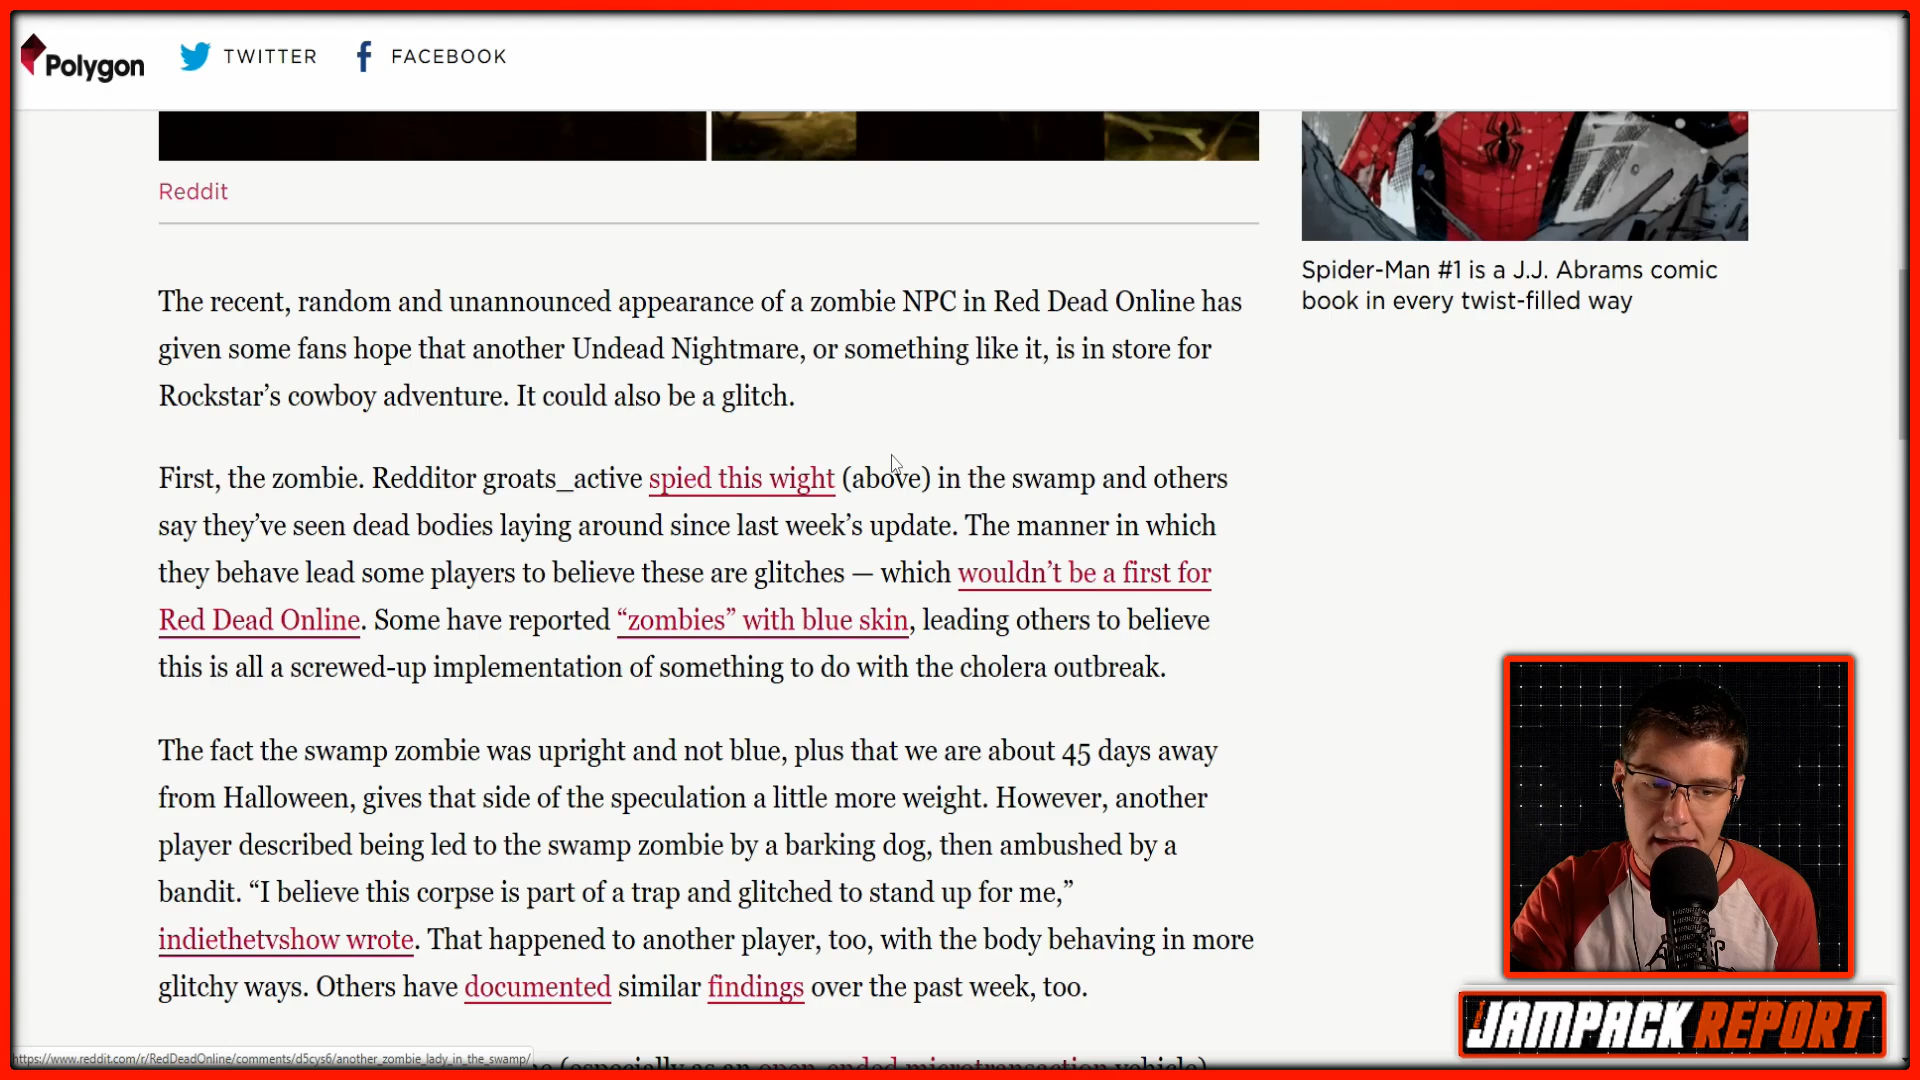 Polygon
TWITTER
FACEBOOK
Reddit
Spider-Man #1 is a J.J. Abrams comic
book in every twist-filled way
The recent, random and unannounced appearance of a zombie NPC in Red Dead Online has
given some fans hope that another Undead Nightmare, or something like it, is in store for
Rockstar’s cowboy adventure. It could also be a glitch.
First, the zombie. Redditor groats_active spied this wight (above) in the swamp and others
say they’ve seen dead bodies laying around since last week’s update. The manner in which
they behave lead some players to believe these are glitches — which wouldn’t be a first for
Red Dead Online. Some have reported “zombies” with blue skin, leading others to believe
this is all a screwed-up implementation of something to do with the cholera outbreak.
The fact the swamp zombie was upright and not blue, plus that we are about 45 days away
from Halloween, gives that side of the speculation a little more weight. However, another
player described being led to the swamp zombie by a barking dog, then ambushed by a
bandit. “I believe this corpse is part of a trap and glitched to stand up for me,”
indiethetvshow wrote. That happened to another player, too, with the body behaving in more
glitchy ways. Others have documented similar findings over the past week, too.
(especially as an open-ended microtransaction vehicle)
https://www.reddit.com/r/RedDeadOnline/comments/d5cys6/another_zombie_lady_in_the_swamp/
JAMPACK REPORT